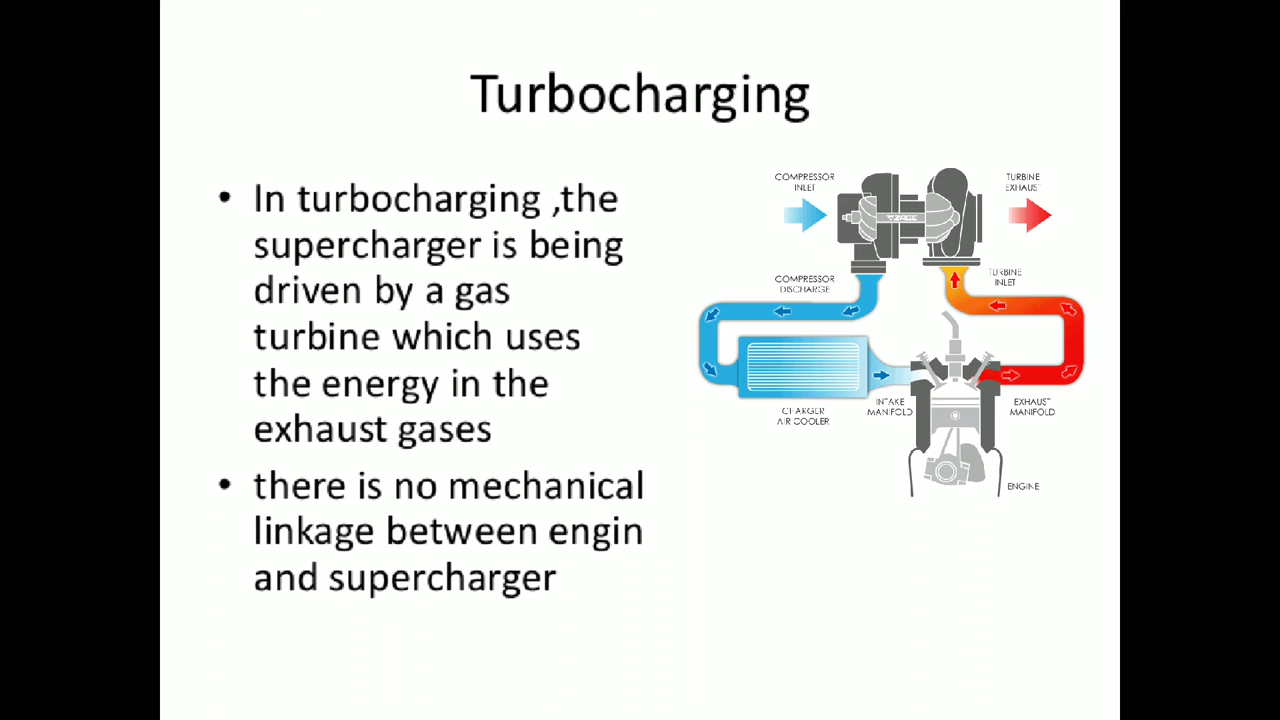 Turbocharging
• In turbocharging ,the
supercharger is being
driven by a gas
turbine which uses
the energy in the
exhaust gases
• there is no mechanical
linkage between engin
and supercharger
COMPRESSOR
INLET
TURBINE
EXHAUST
COMPRESSOR
DISCHARGE
TURBINE
INLET
CHARGER
AIR COOLER
INTAKE
MANIFOLD
EXHAUST
MANIFOLD
ENGINE